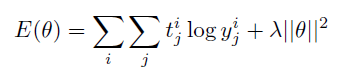 E(θ) = ∑_i ∑_j t_j^i log y_j^i + λ||θ||²